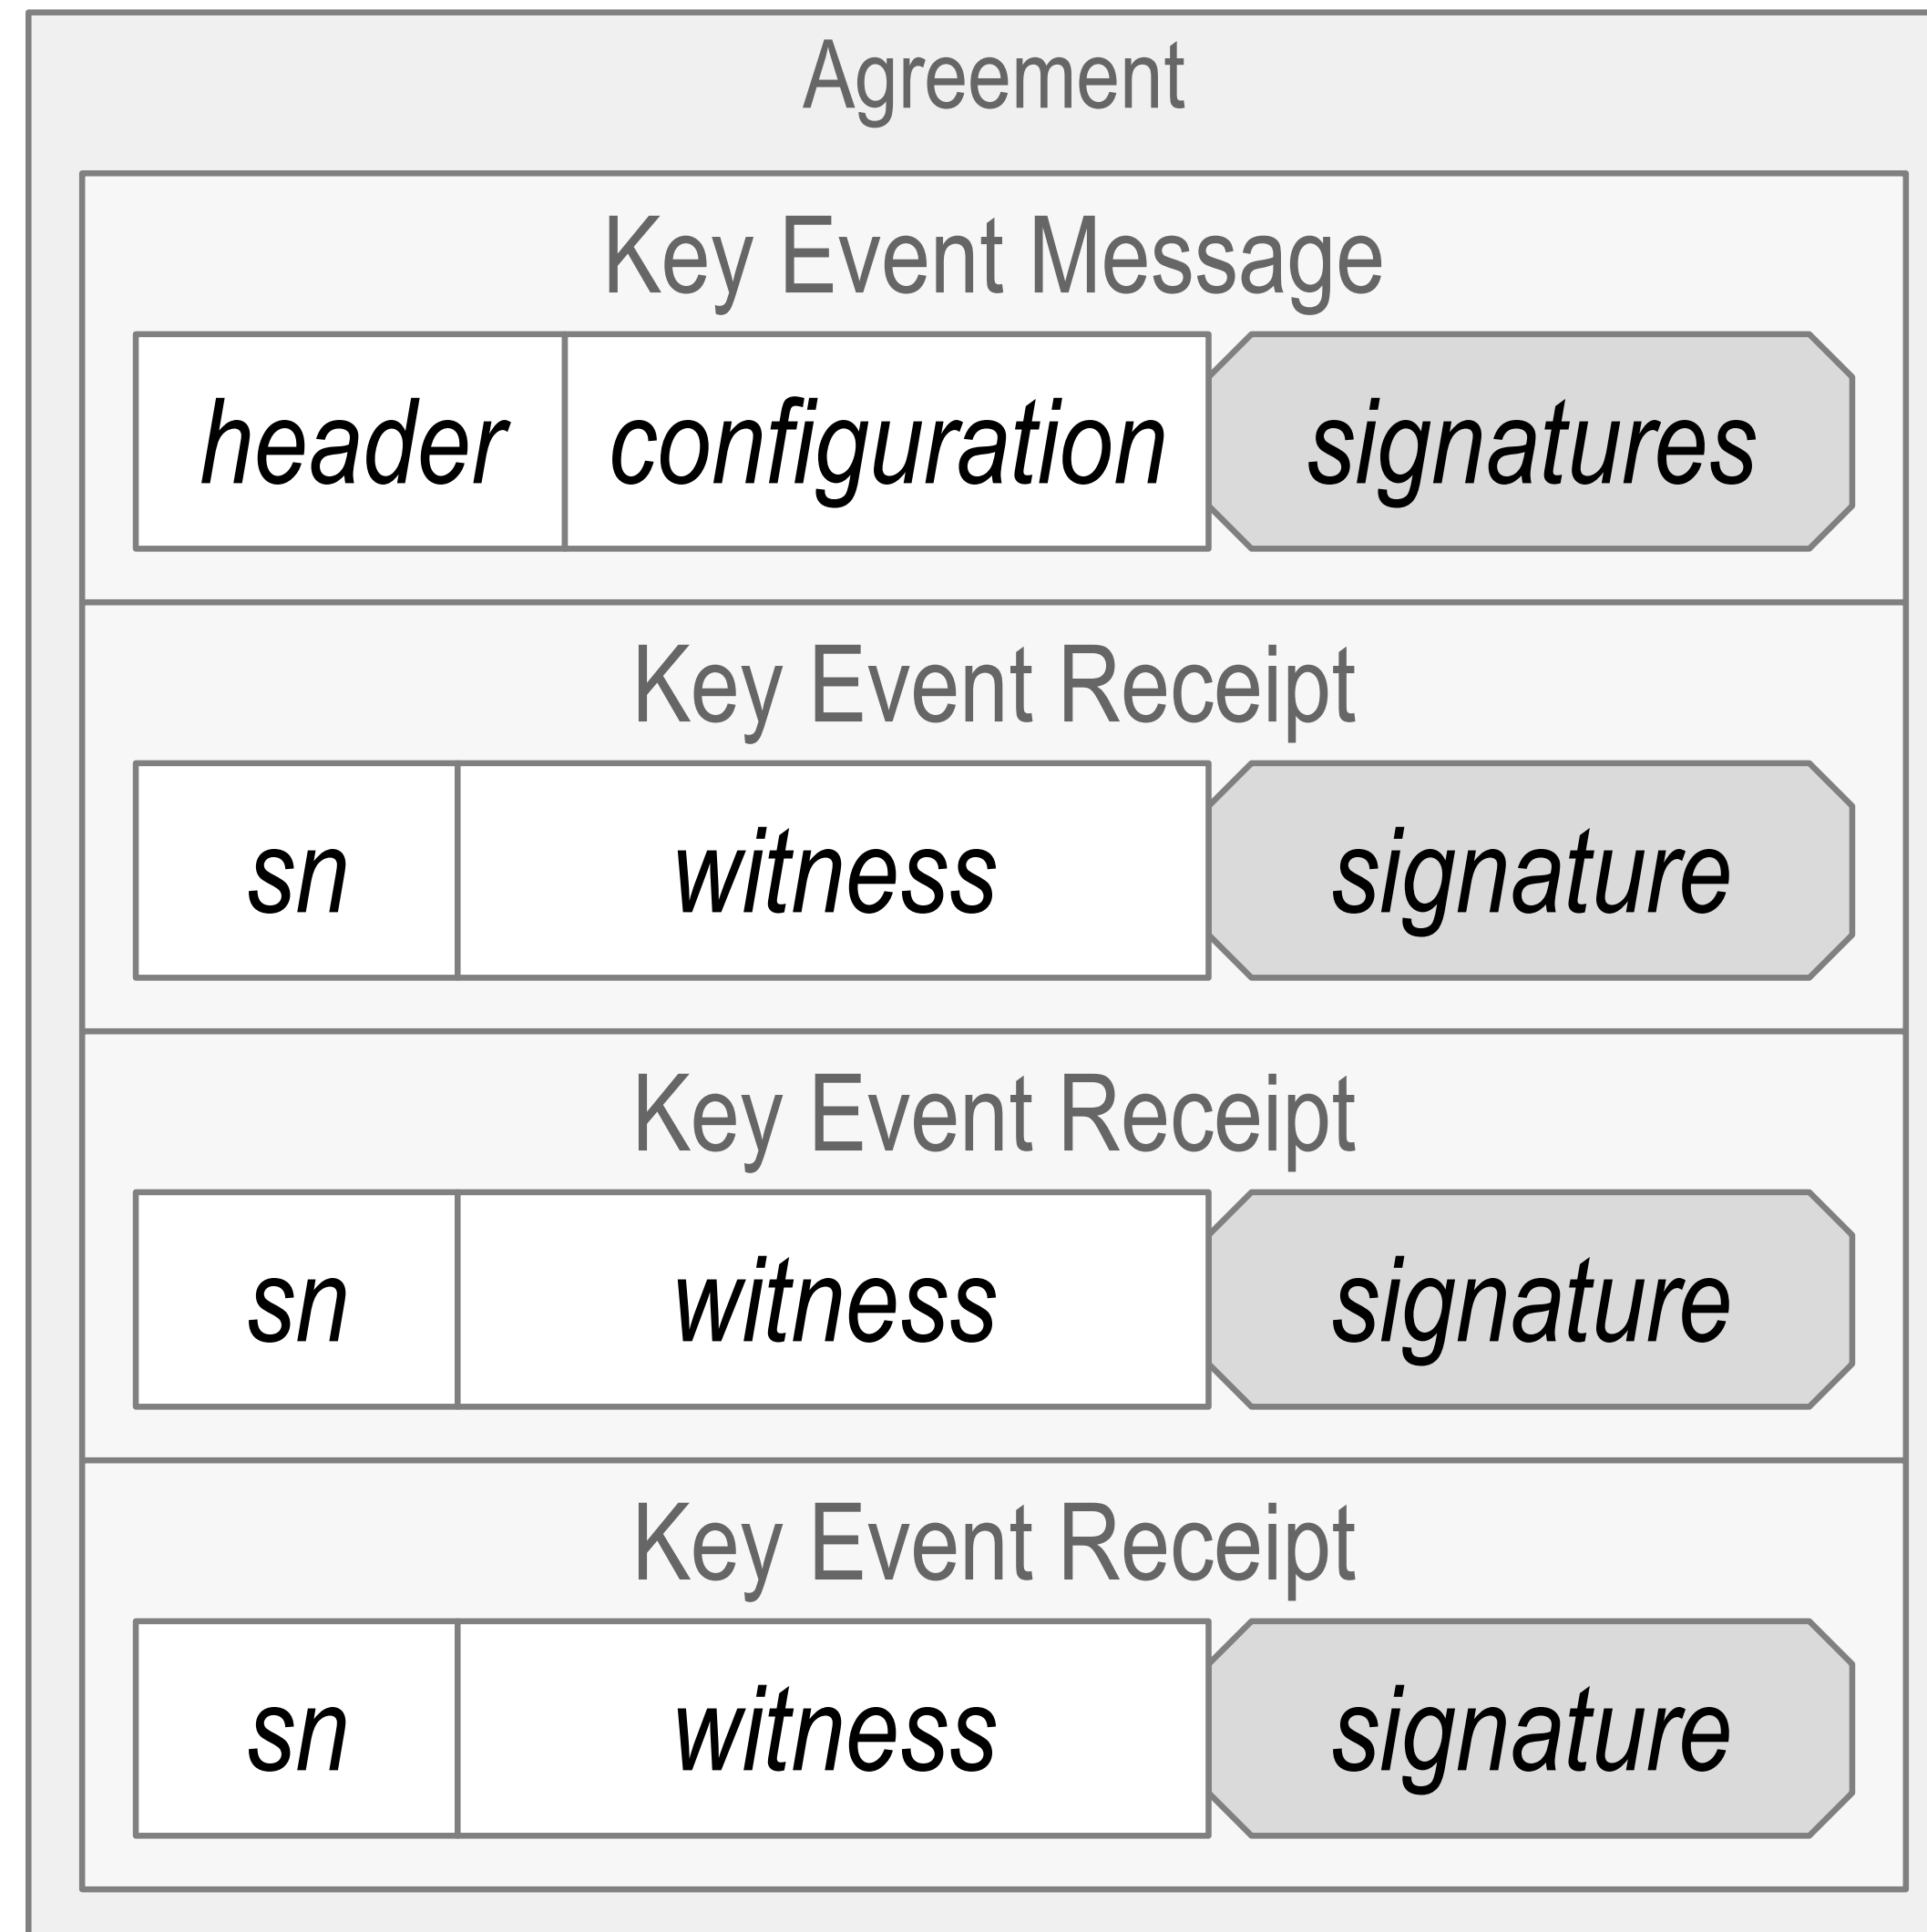 Agreement
Key Event Message
header configuration signatures
Key Event Receipt
sn witness signature
Key Event Receipt
sn witness signature
Key Event Receipt
sn witness signature